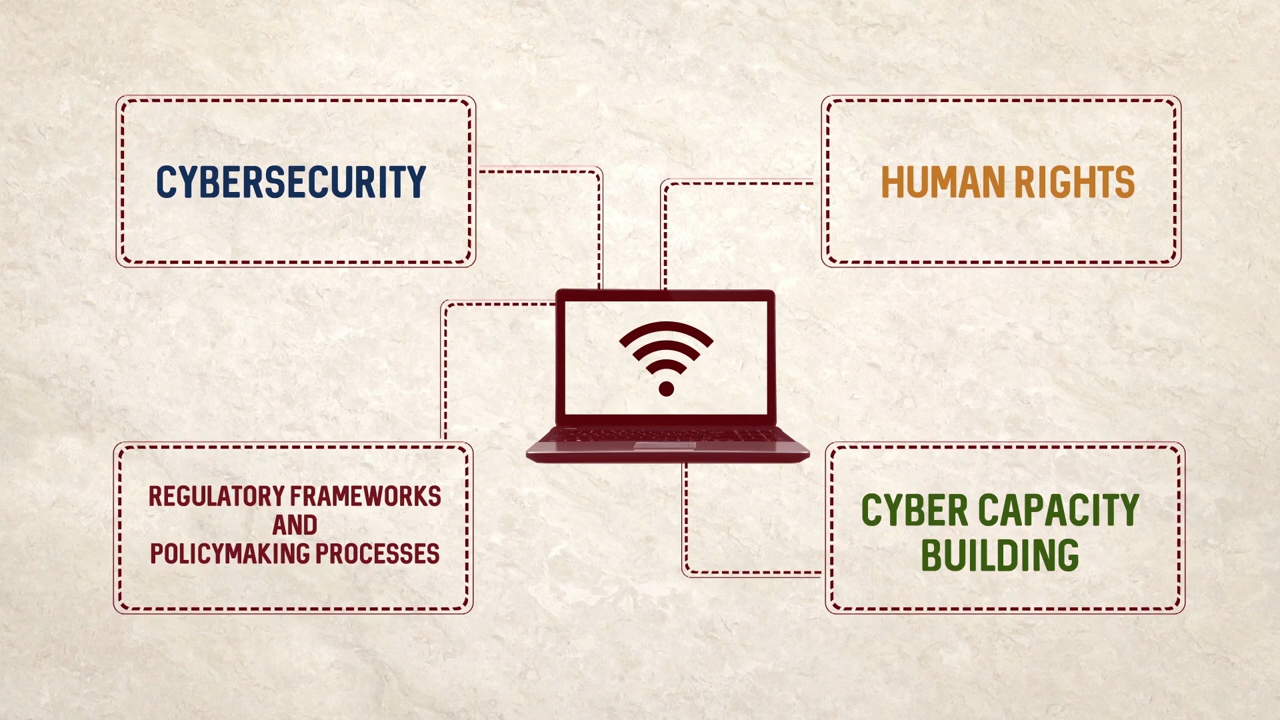 CYBERSECURITY
HUMAN RIGHTS
REGULATORY FRAMEWORKS
AND
POLICYMAKING PROCESSES
CYBER CAPACITY
BUILDING